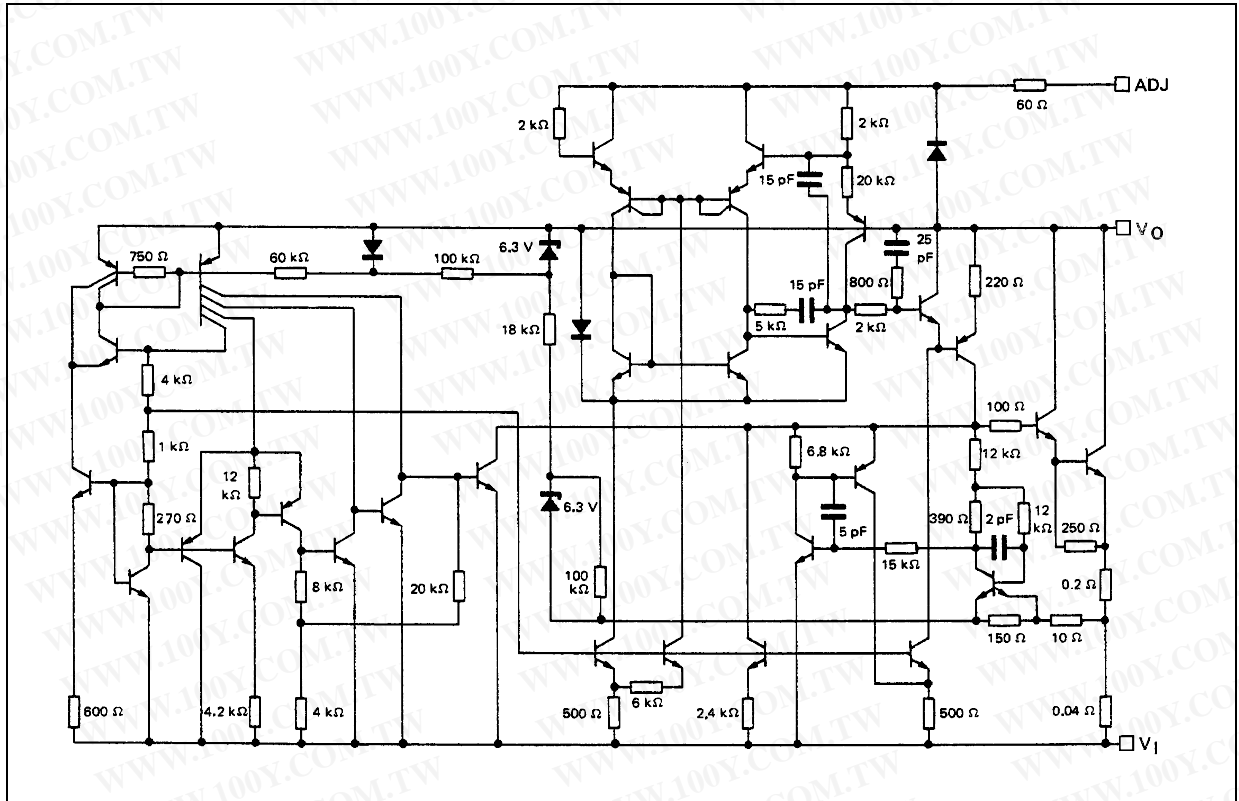 ADJ
60 Ω
2 kΩ
2 kΩ
15 pF
20 kΩ
V O
6.3 V
25 pF
750 Ω
60 kΩ
100 kΩ
15 pF
800 Ω
220 Ω
18 kΩ
5 kΩ
2 kΩ
4 kΩ
100 Ω
1 kΩ
6.8 kΩ
12 kΩ
12 kΩ
6.3 V
270 Ω
5 pF
390 Ω
2 pF
12 kΩ
250 Ω
15 kΩ
8 kΩ
20 kΩ
100 kΩ
0.2 Ω
150 Ω
10 Ω
6 kΩ
600 Ω
4.2 kΩ
4 kΩ
500 Ω
2,4 kΩ
500 Ω
0.04 Ω
V I
WWW.100Y.COM.TW